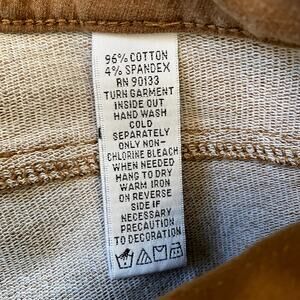 96% COTTON
4% SPANDEX
RN 90133
TURN GARMENT
INSIDE OUT
HAND WASH
COLD
SEPARATELY
ONLY NON-
CHLORINE BLEACH
WHEN NEEDED
HANG TO DRY
WARM IRON
ON REVERSE
SIDE IF
NECESSARY
PRECAUTION
TO DECORATION